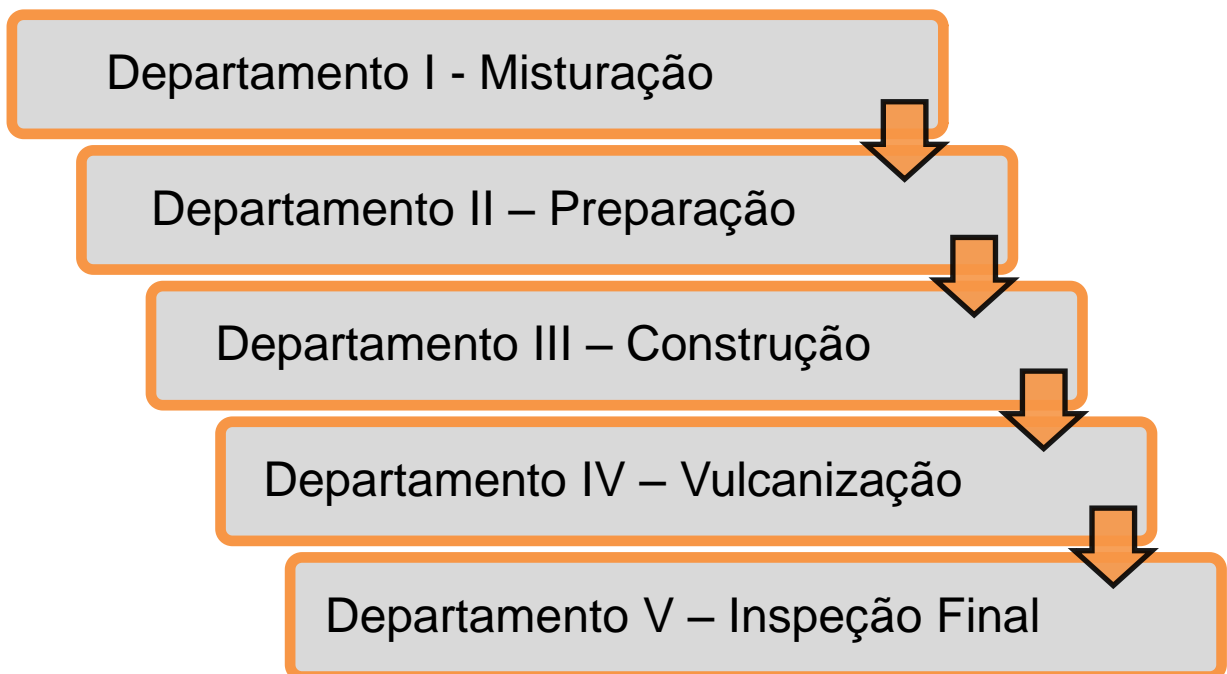 Departamento I - Misturação
Departamento II – Preparação
Departamento III – Construção
Departamento IV – Vulcanização
Departamento V – Inspeção Final